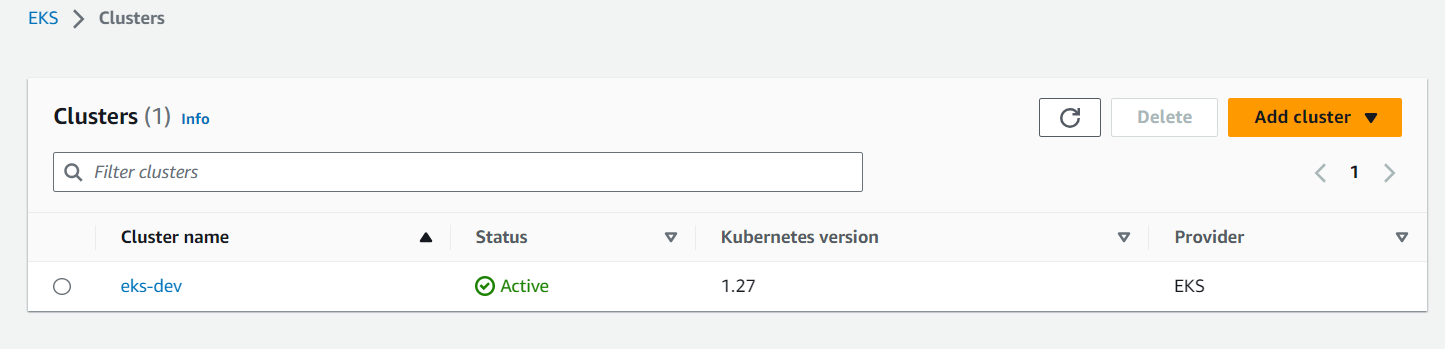 EKS > Clusters
Clusters (1) Info
Delete
Add cluster
Filter clusters
1
Cluster name Status Kubernetes version Provider
eks-dev Active 1.27 EKS